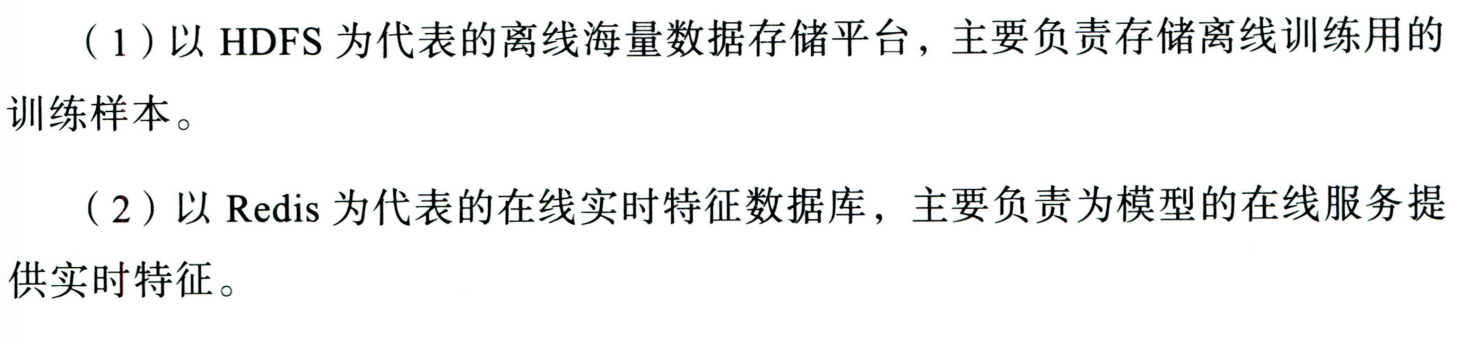 （1）以 HDFS 为代表的离线海量数据存储平台，主要负责存储离线训练用的
训练样本。
（2）以 Redis 为代表的在线实时特征数据库，主要负责为模型的在线服务提
供实时特征。